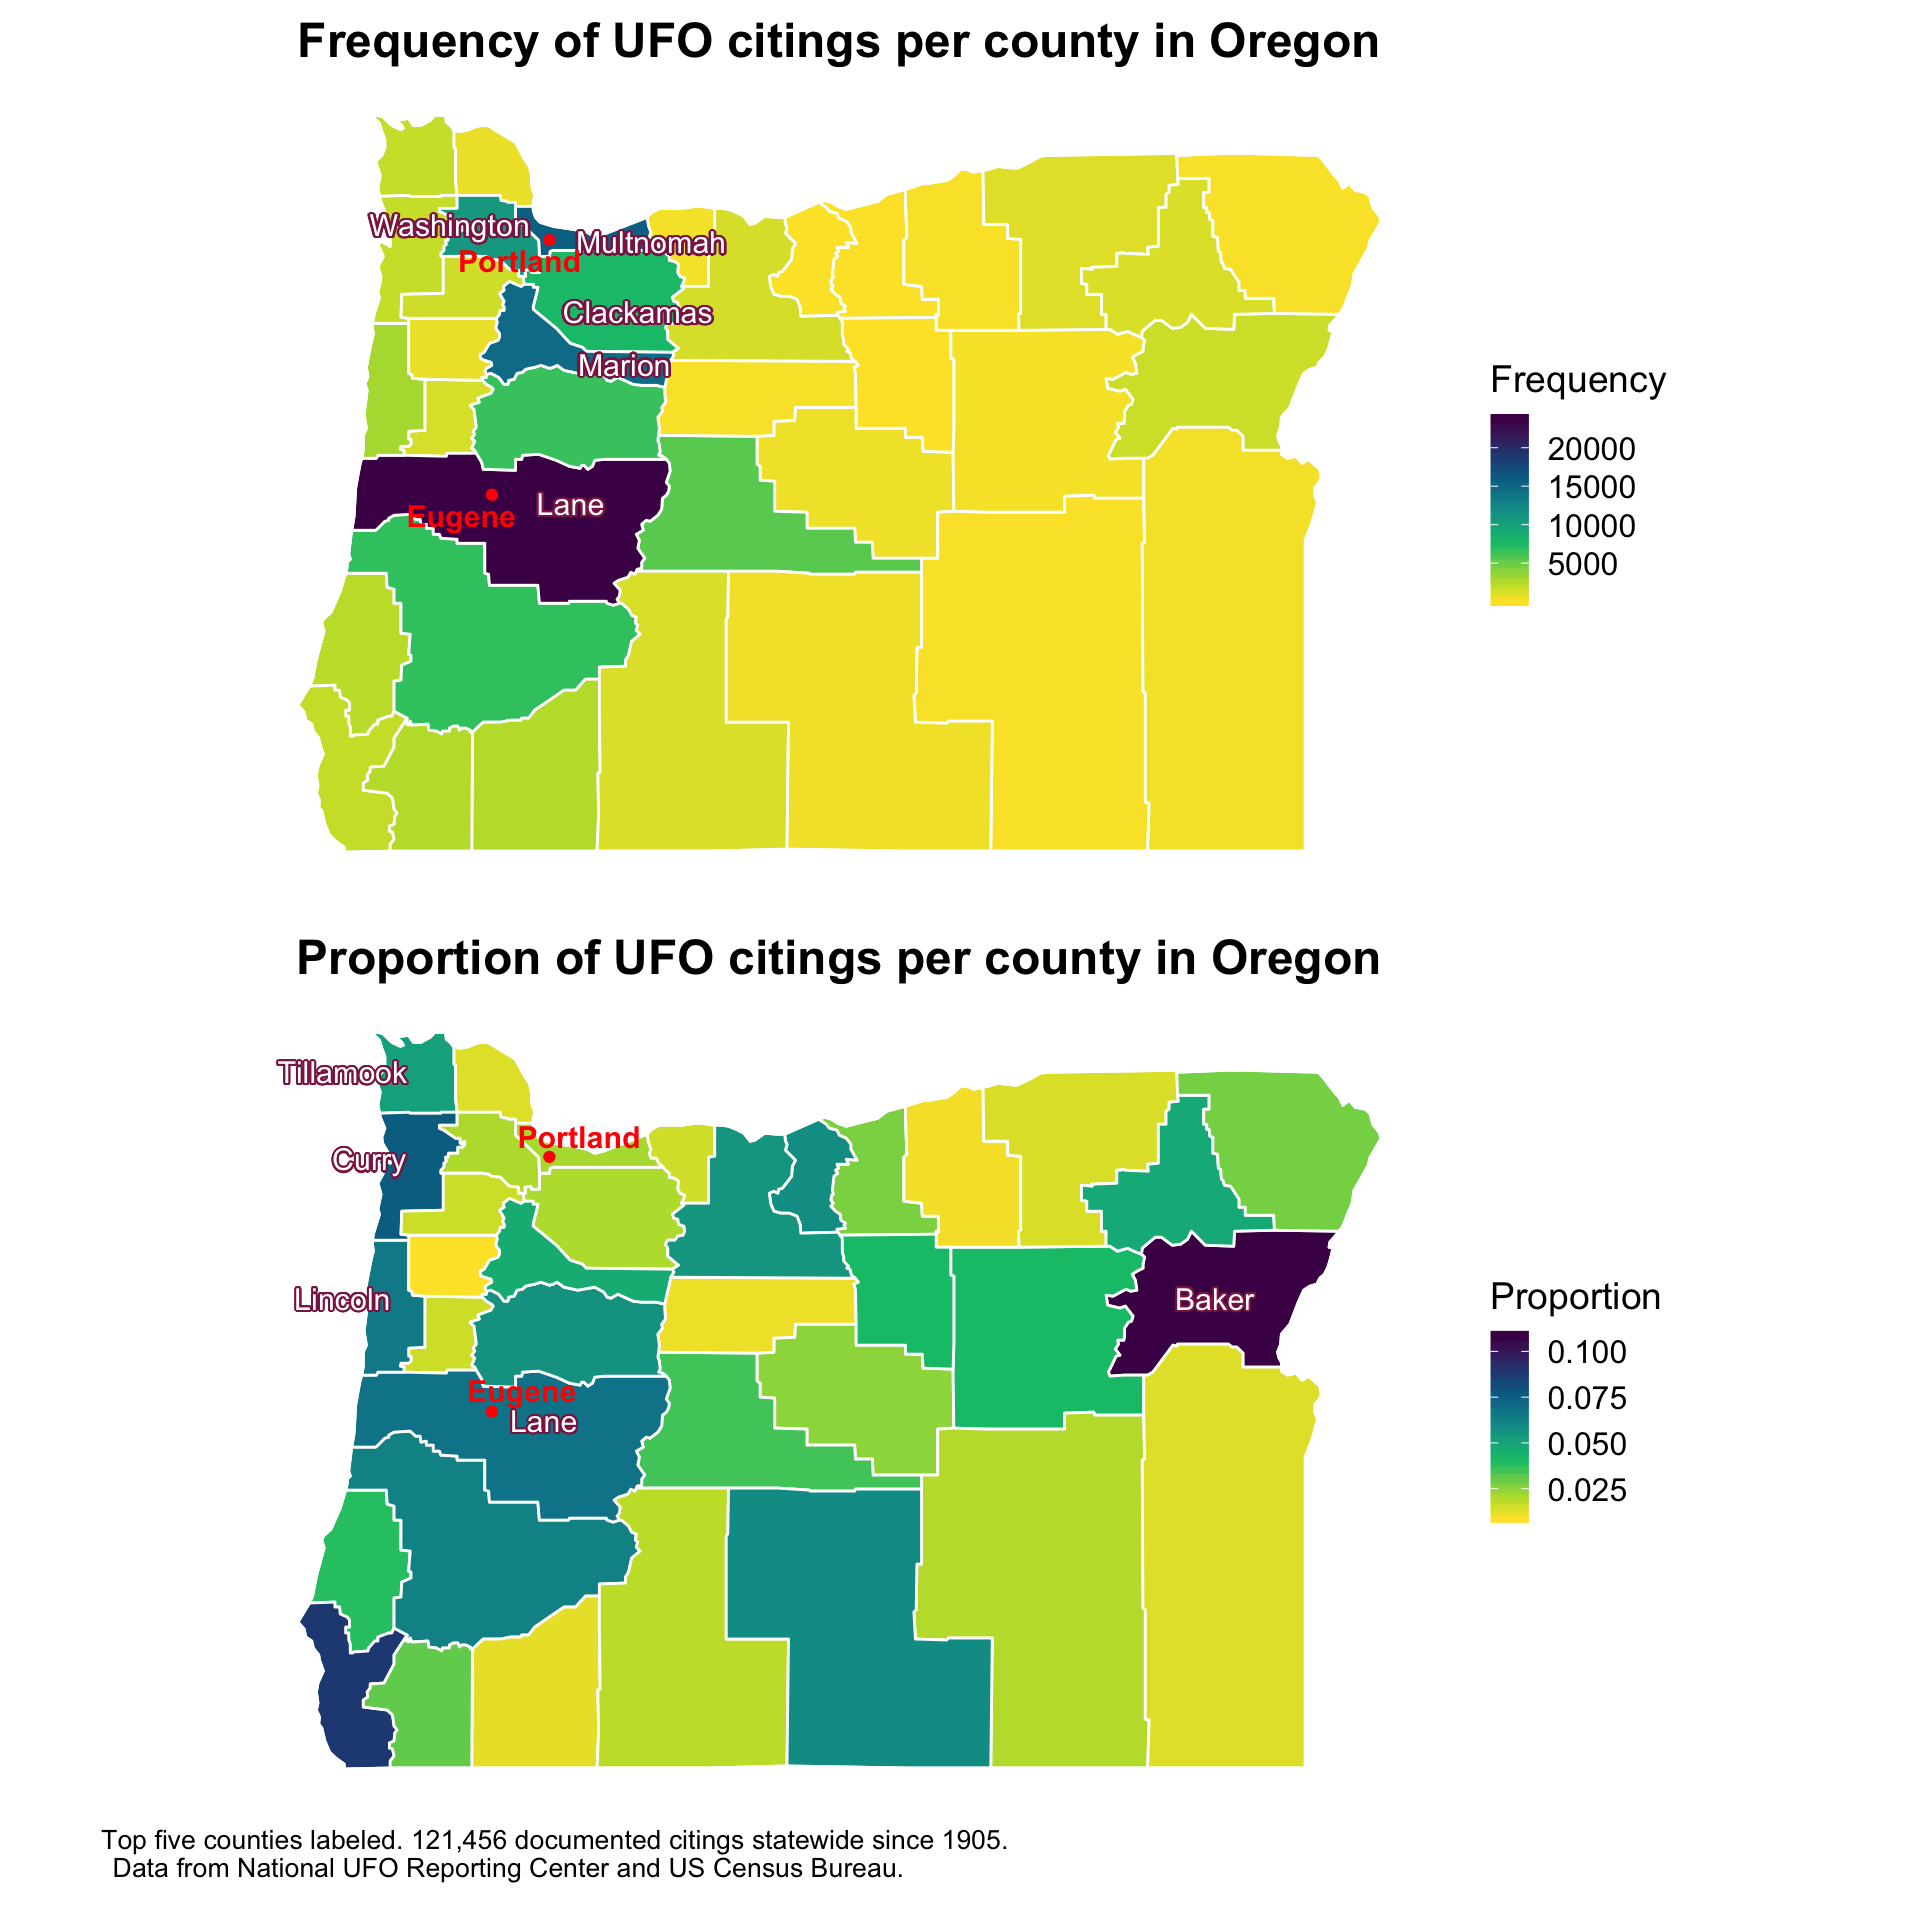 Frequency of UFO citings per county in Oregon
Washington
Multnomah
Portland
Clackamas
Marion
Lane
Eugene
Frequency
20000
15000
10000
5000
Proportion of UFO citings per county in Oregon
Tillamook
Portland
Curry
Lincoln
Baker
Eugene
Lane
Proportion
0.100
0.075
0.050
0.025
Top five counties labeled. 121,456 documented citings statewide since 1905.
Data from National UFO Reporting Center and US Census Bureau.